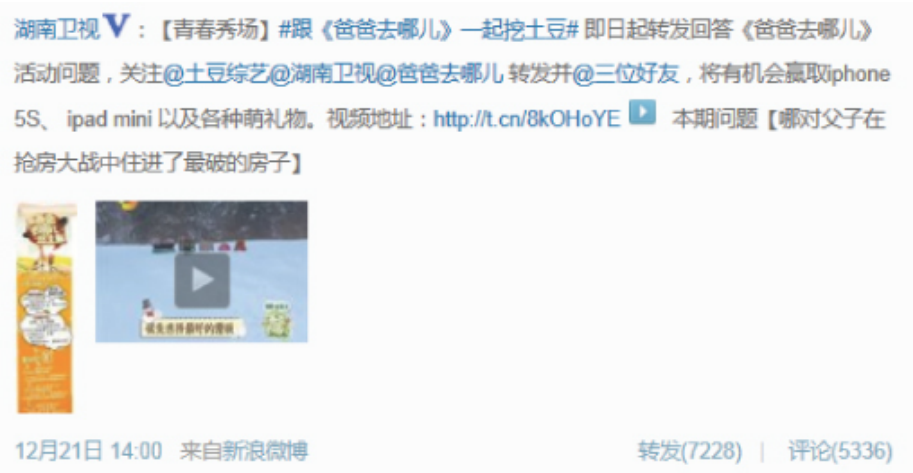 湖南卫视V：【青春秀场】#跟《爸爸去哪儿》一起挖土豆# 即日起转发回答《爸爸去哪儿》
活动问题，关注@土豆综艺@湖南卫视@爸爸去哪儿 转发并@三位好友，将有机会赢取iphone
5S、 ipad mini 以及各种萌礼物。视频地址：http://t.cn/8kOHoYE 本期问题【哪对父子在
抢房大战中住进了最破的房子】
12月21日 14:00 来自新浪微博 转发(7228) | 评论(5336)